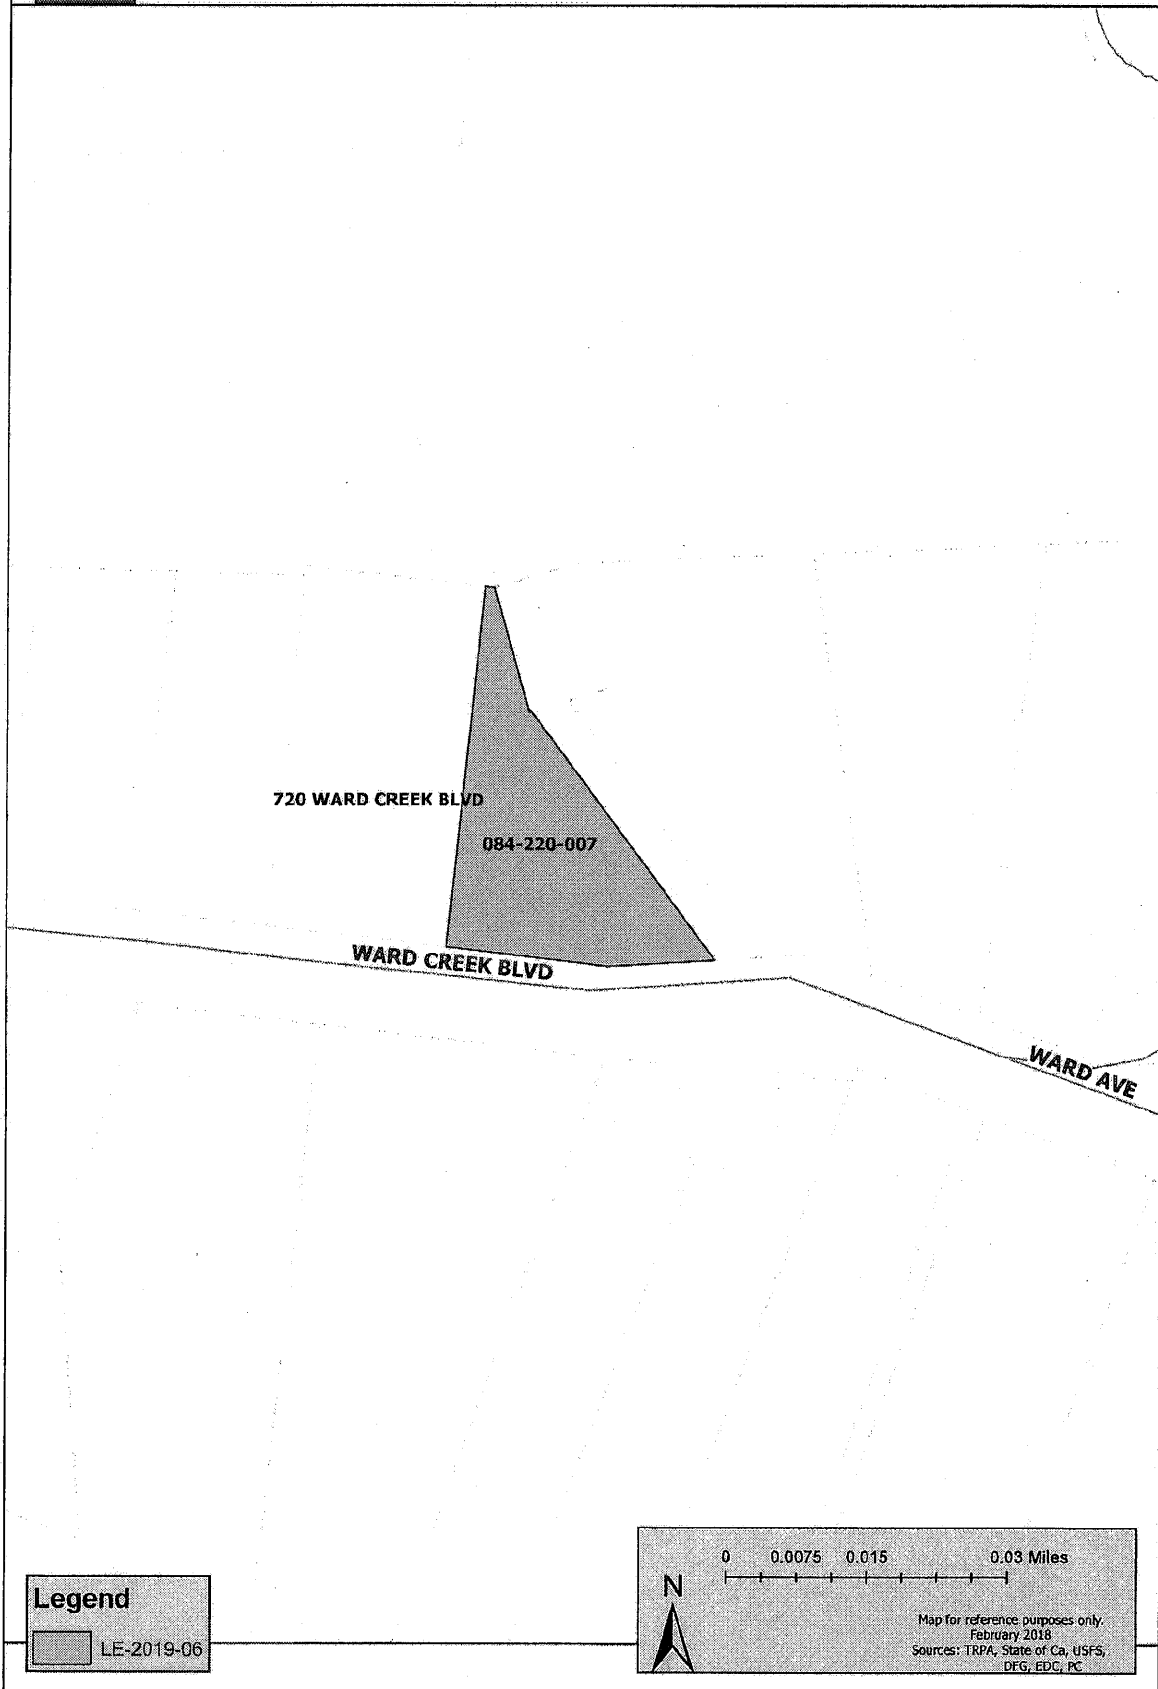 720 WARD CREEK BLVD
084-220-007
WARD CREEK BLVD
WARD AVE
Legend
LE-2019-06
0 0.0075 0.015 0.03 Miles
N
Map for reference purposes only.
February 2018
Sources: TRPA, State of Ca, USFS,
DFG, EDC, PC